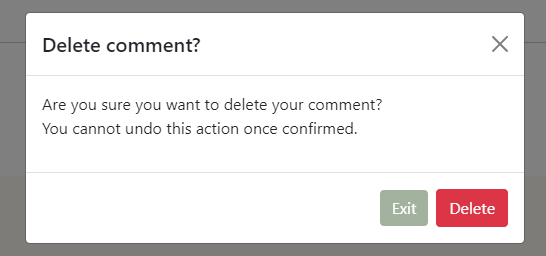 Delete comment?
Are you sure you want to delete your comment?
You cannot undo this action once confirmed.
Exit
Delete